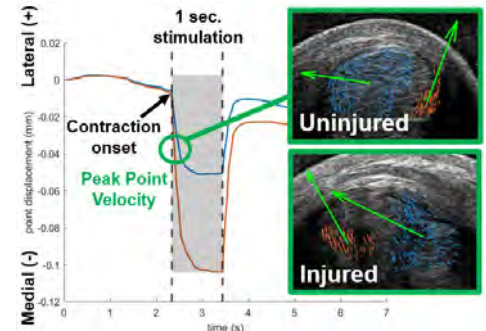 1 sec.
stimulation
Lateral (+)
Medial (-)
point displacement (mm)
0.02
0
-0.02
-0.04
-0.06
-0.08
-0.1
-0.12
Contraction
onset
Peak Point
Velocity
Uninjured
Injured
0 1 2 3 4 5 6 7
time (s)